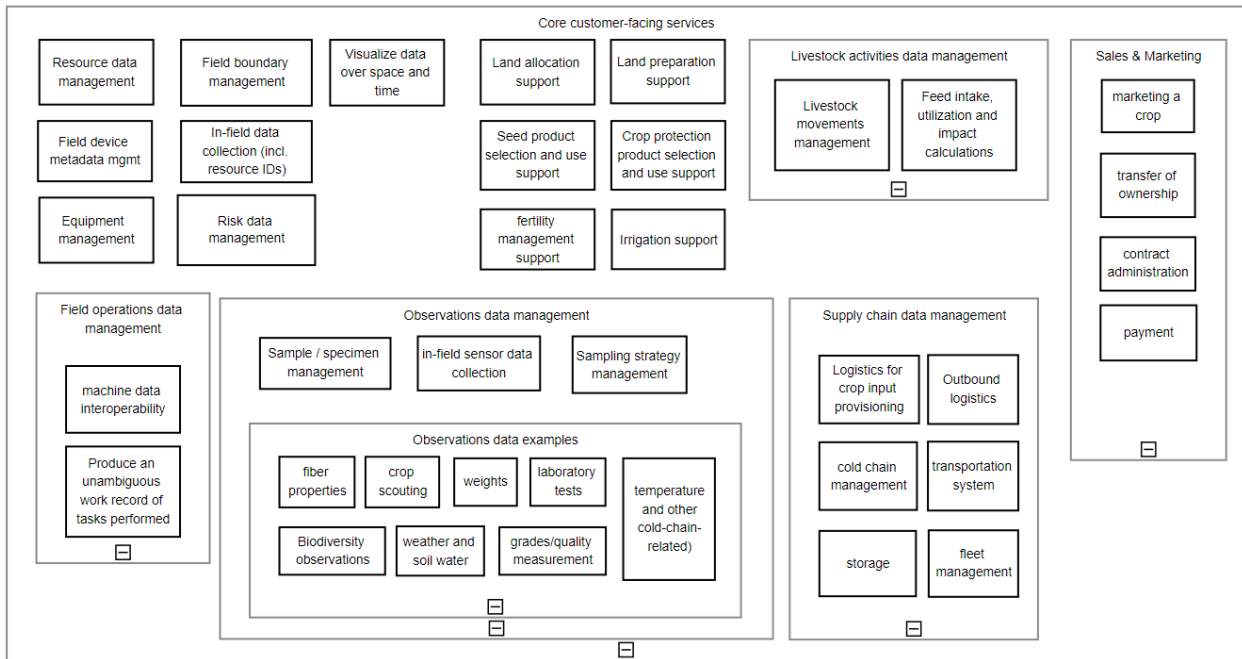 Core customer-facing services
Resource data
management
Field boundary
management
Visualize data
over space and
time
Land allocation
support
Land preparation
support
Field device
metadata mgmt
In-field data
collection (incl.
resource IDs)
Seed product
selection and use
support
Crop protection
product selection
and use support
Equipment
management
Risk data
management
fertility
management
support
Irrigation support
Livestock activities data management
Livestock
movements
management
Feed intake,
utilization and
impact
calculations
Sales & Marketing
marketing a
crop
transfer of
ownership
contract
administration
payment
Field operations data
management
machine data
interoperability
Produce an
unambiguous
work record of
tasks performed
Observations data management
Sample / specimen
management
in-field sensor data
collection
Sampling strategy
management
Observations data examples
fiber
properties
crop
scouting
weights
laboratory
tests
temperature
and other
cold-chain-
related)
Biodiversity
observations
weather and
soil water
grades/quality
measurement
Supply chain data management
Logistics for
crop input
provisioning
Outbound
logistics
cold chain
management
transportation
system
storage
fleet
management